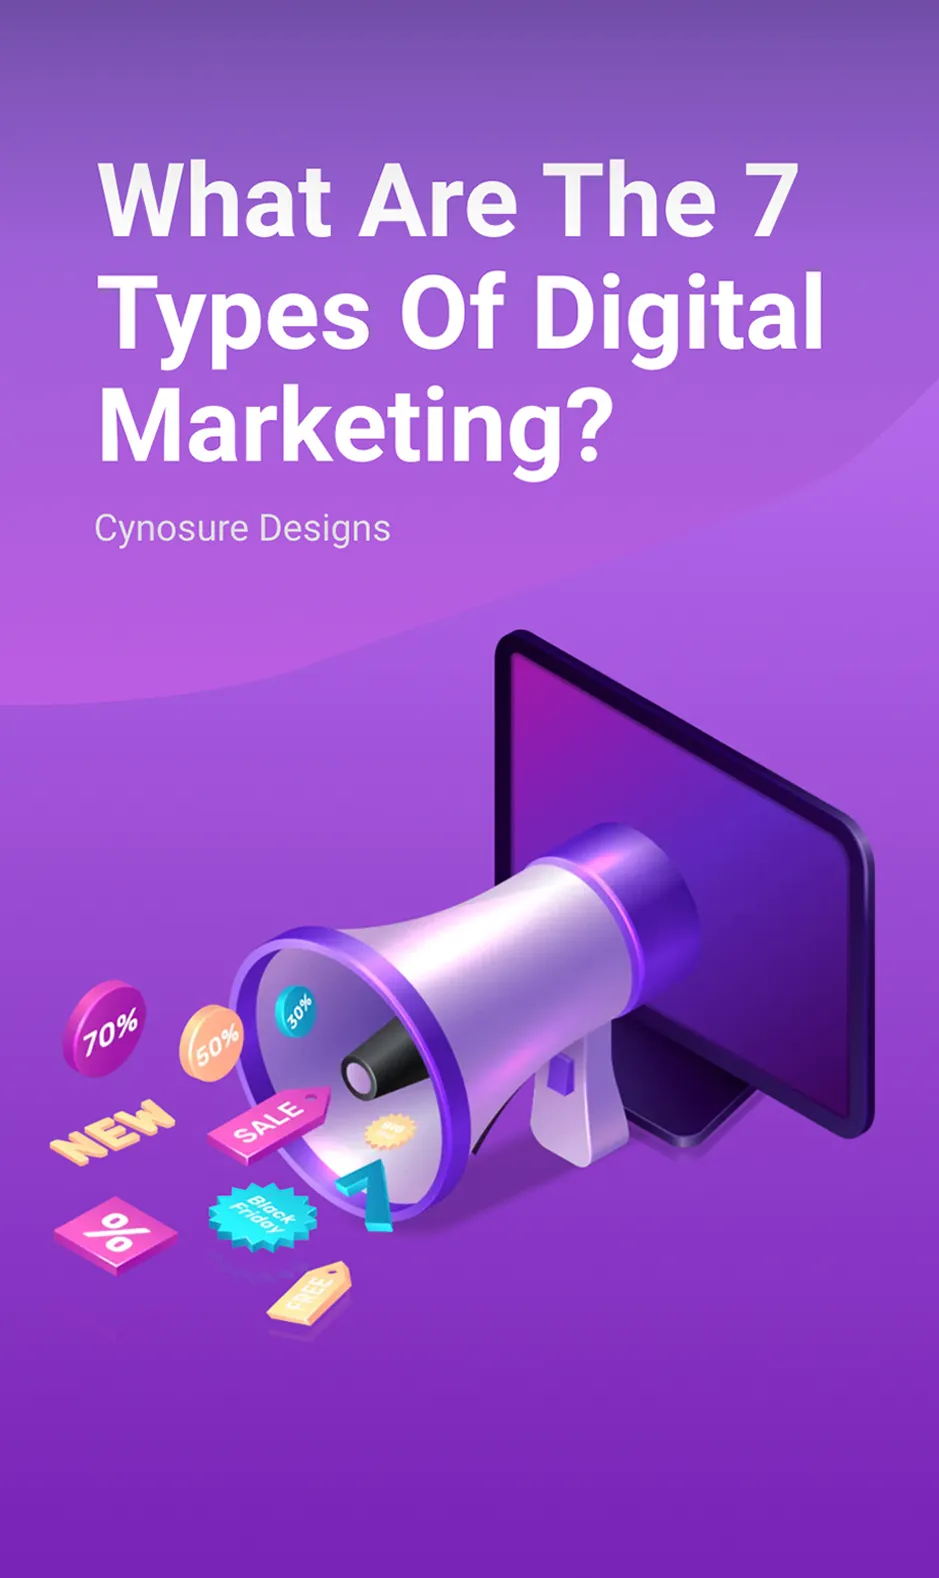 What Are The 7
Types Of Digital
Marketing?
Cynosure Designs
70%
50%
30%
NEW
SALE
%
Black
Friday
FREE